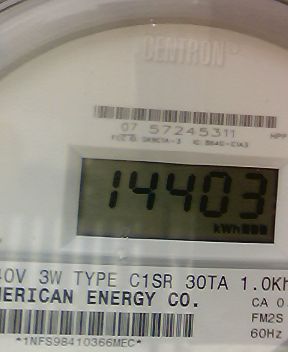 CENTRON®
07 57245311
14403
kWh
40V 3W TYPE C1SR 30TA 1.0Kh
MERICAN ENERGY CO.
CA 0
FM2S
60Hz
*1NFS98410366MEC*